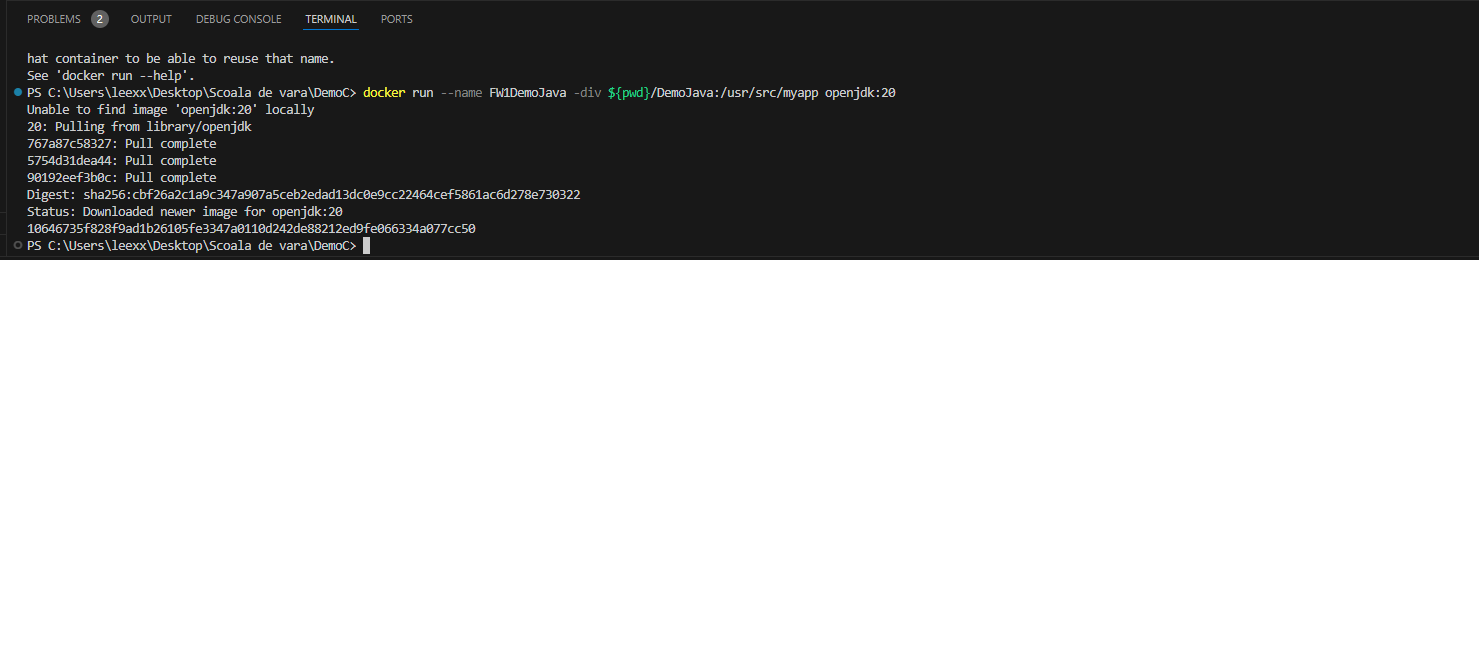 PROBLEMS 2 OUTPUT DEBUG CONSOLE TERMINAL PORTS
hat container to be able to reuse that name.
See 'docker run --help'.
PS C:\Users\leexx\Desktop\Scoala de vara\DemoC> docker run --name FW1DemoJava -div ${pwd}/DemoJava:/usr/src/myapp openjdk:20
Unable to find image 'openjdk:20' locally
20: Pulling from library/openjdk
767a87c58327: Pull complete
5754d31dea44: Pull complete
90192eef3b0c: Pull complete
Digest: sha256:cbf26a2c1a9c347a907a5ceb2edad13dc0e9cc22464cef5861ac6d278e730322
Status: Downloaded newer image for openjdk:20
10646735f828f9ad1b26105fe3347a0110d242de88212ed9fe066334a077cc50
PS C:\Users\leexx\Desktop\Scoala de vara\DemoC>